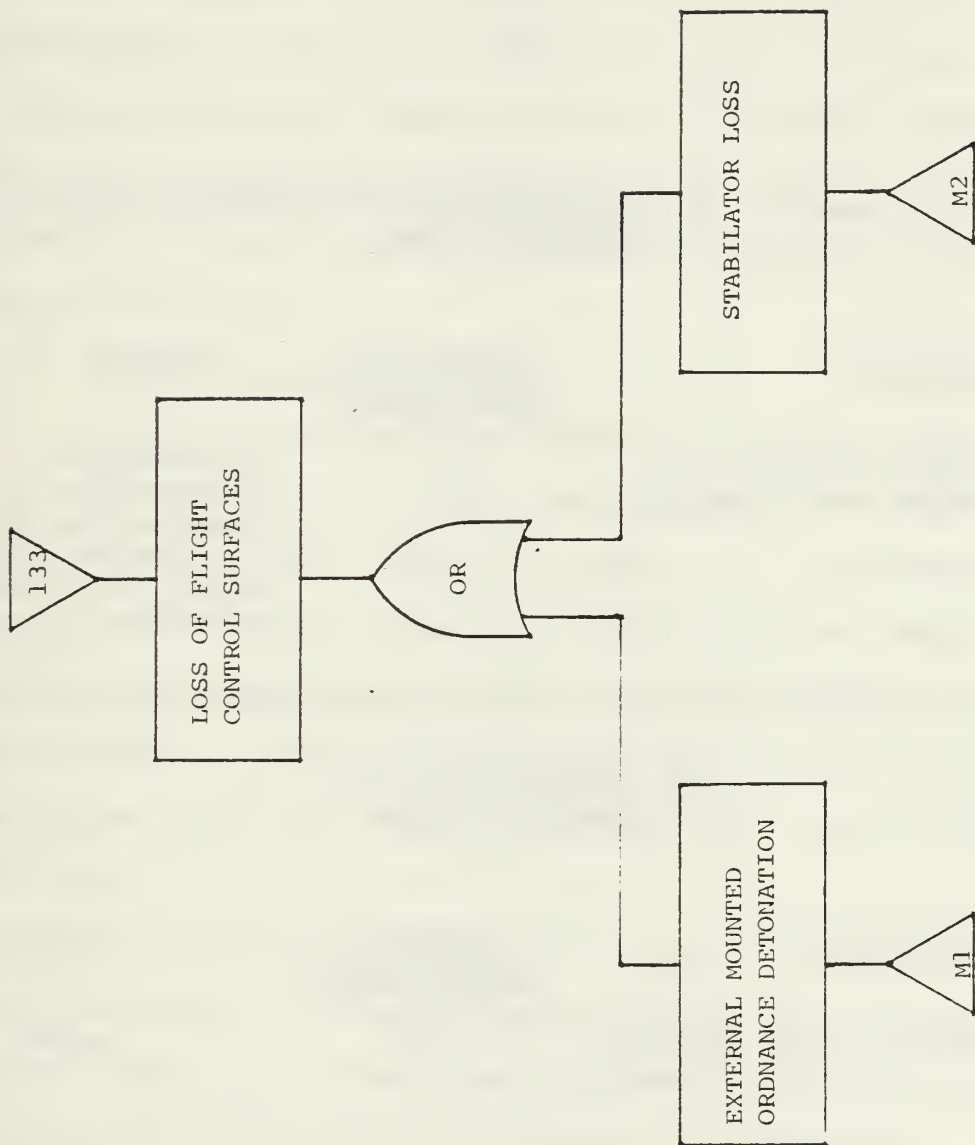 133
LOSS OF FLIGHT
CONTROL SURFACES
OR
EXTERNAL MOUNTED
ORDNANCE DETONATION
STABILATOR LOSS
M1
M2